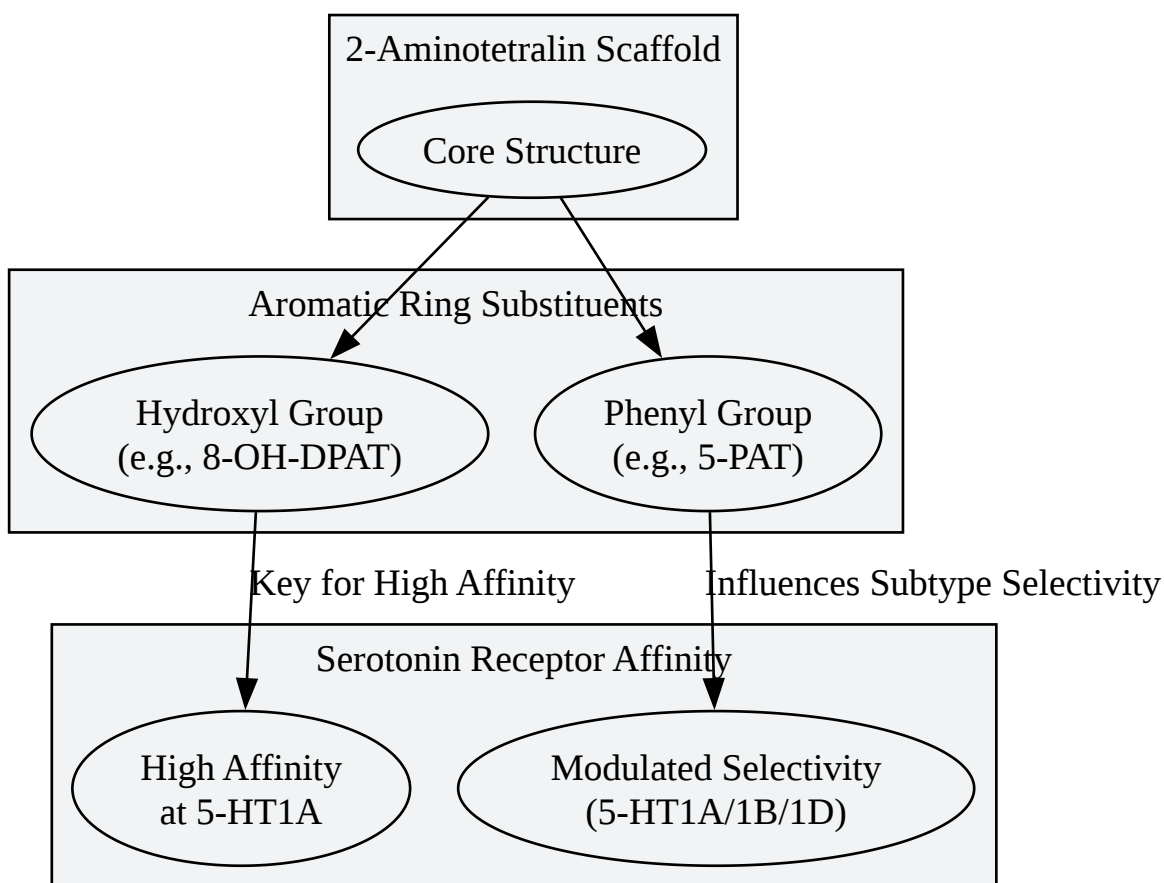 2-Aminotetralin Scaffold
Core Structure
Aromatic Ring Substituents
Hydroxyl Group
(e.g., 8-OH-DPAT)
Phenyl Group
(e.g., 5-PAT)
Key for High Affinity
Influences Subtype Selectivity
Serotonin Receptor Affinity
High Affinity
at 5-HT1A
Modulated Selectivity
(5-HT1A/1B/1D)